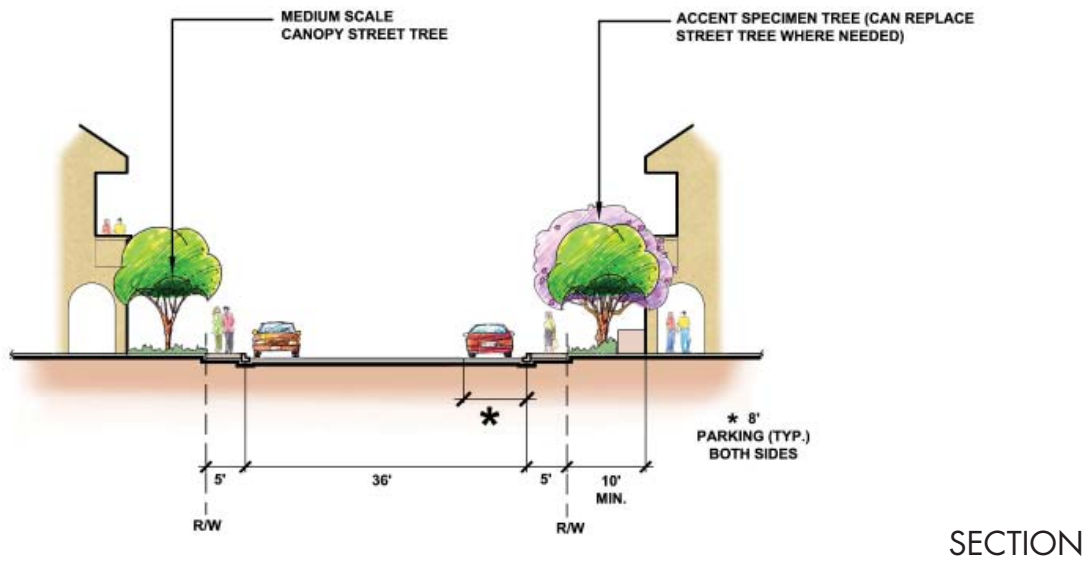 MEDIUM SCALE
CANOPY STREET TREE
ACCENT SPECIMEN TREE (CAN REPLACE
STREET TREE WHERE NEEDED)
*
* 8'
PARKING (TYP.)
BOTH SIDES
5'
36'
5'
10'
MIN.
R/W
R/W
SECTION